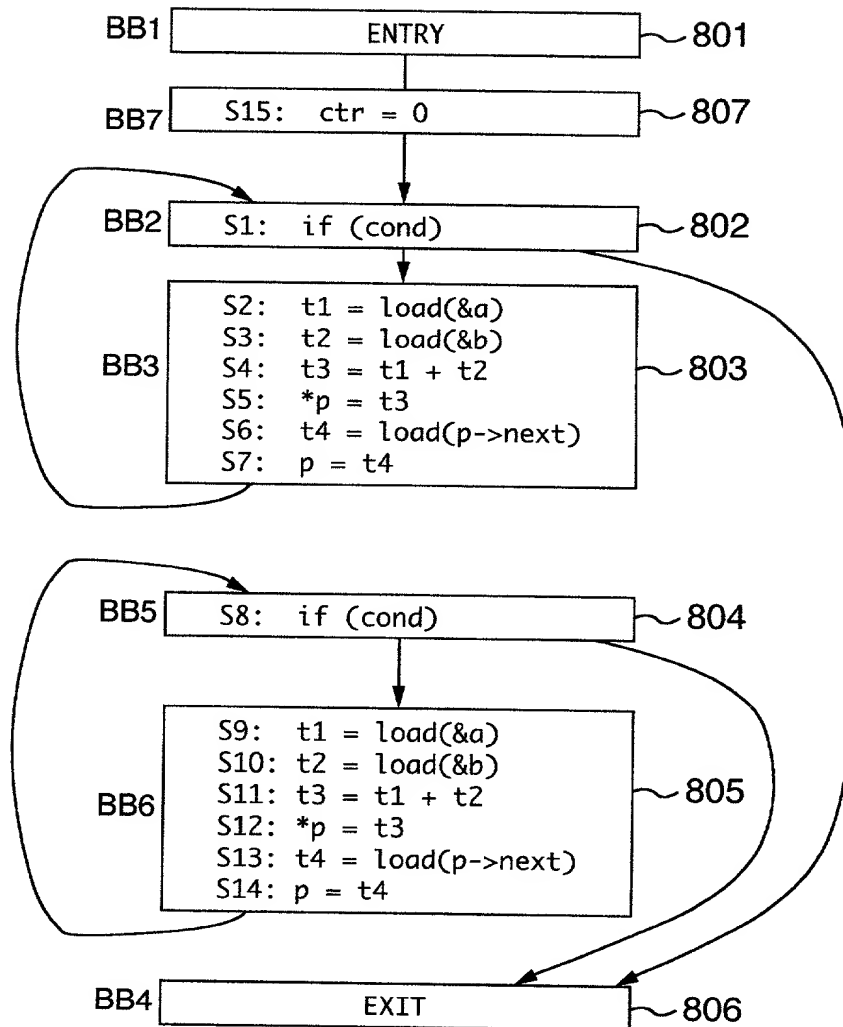 BB1 ENTRY 801
BB7 S15: ctr = 0 807
BB2 S1: if (cond) 802
S2: t1 = load(&a)
S3: t2 = load(&b)
BB3 S4: t3 = t1 + t2 803
S5: *p = t3
S6: t4 = load(p->next)
S7: p = t4
BB5 S8: if (cond) 804
S9: t1 = load(&a)
S10: t2 = load(&b)
BB6 S11: t3 = t1 + t2 805
S12: *p = t3
S13: t4 = load(p->next)
S14: p = t4
BB4 EXIT 806